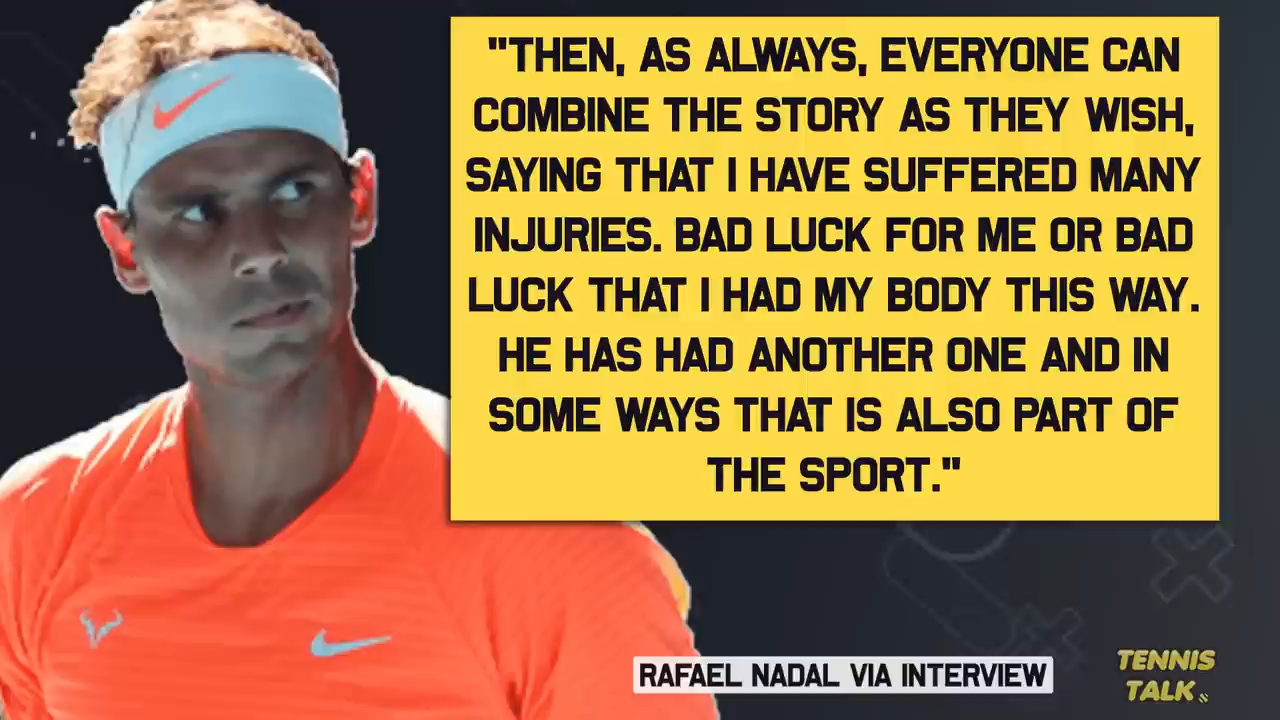 "THEN, AS ALWAYS, EVERYONE CAN
COMBINE THE STORY AS THEY WISH,
SAYING THAT I HAVE SUFFERED MANY
INJURIES. BAD LUCK FOR ME OR BAD
LUCK THAT I HAD MY BODY THIS WAY.
HE HAS HAD ANOTHER ONE AND IN
SOME WAYS THAT IS ALSO PART OF
THE SPORT."
RAFAEL NADAL VIA INTERVIEW
TENNIS
TALK